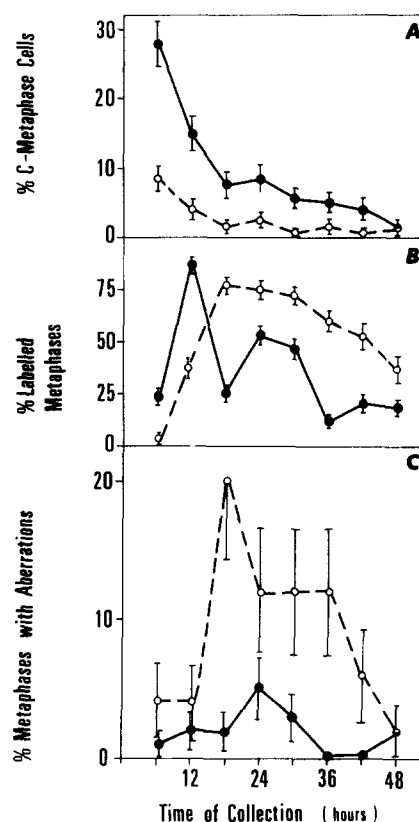 A
30
20
10
0
% C-Metaphase Cells
B
75
50
25
0
% Labelled
Metaphases
C
20
10
0
% Metaphases with Aberrations
12 24 36 48
Time of Collection (hours)